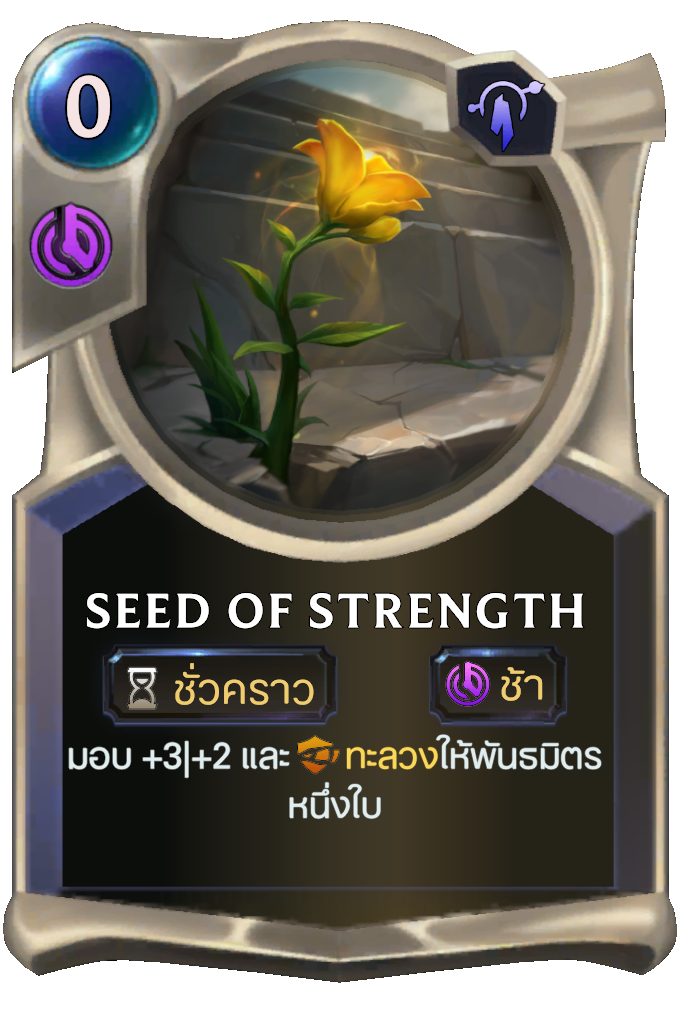 0
SEED OF STRENGTH
ชั่วคราว ช้า
มอบ +3|+2 และ ทะลวงให้พันธมิตร
หนึ่งใบ